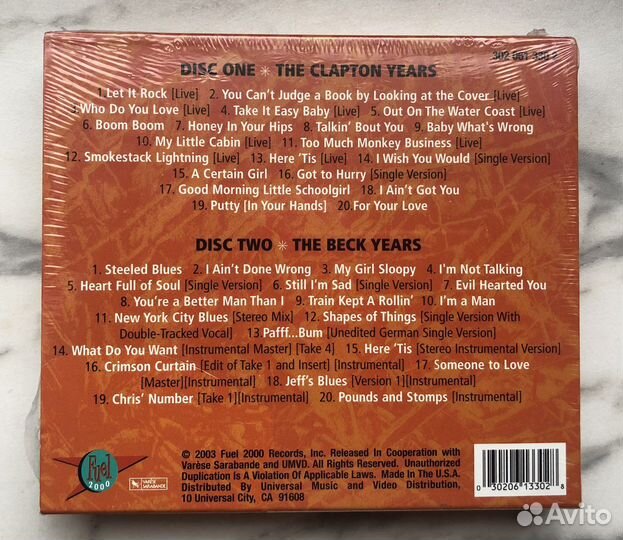 302 061 330 2
DISC ONE * THE CLAPTON YEARS
1. Let It Rock [Live] 2. You Can't Judge a Book by Looking at the Cover [Live]
3. Who Do You Love [Live] 4. Take It Easy Baby [Live] 5. Out On The Water Coast [Live]
6. Boom Boom 7. Honey In Your Hips 8. Talkin' Bout You 9. Baby What's Wrong
10. My Little Cabin [Live] 11. Too Much Monkey Business [Live]
12. Smokestack Lightning [Live] 13. Here 'Tis [Live] 14. I Wish You Would [Single Version]
15. A Certain Girl 16. Got to Hurry [Single Version]
17. Good Morning Little Schoolgirl 18. I Ain't Got You
19. Putty [In Your Hands] 20. For Your Love
DISC TWO * THE BECK YEARS
1. Steeled Blues 2. I Ain't Done Wrong 3. My Girl Sloopy 4. I'm Not Talking
5. Heart Full of Soul [Single Version] 6. Still I'm Sad [Single Version] 7. Evil Hearted You
8. You're a Better Man Than I 9. Train Kept A Rollin' 10. I'm a Man
11. New York City Blues [Stereo Mix] 12. Shapes of Things [Single Version With
Double-Tracked Vocal] 13. Pafff...Bum [Unedited German Single Version]
14. What Do You Want [Instrumental Master] [Take 4] 15. Here 'Tis [Stereo Instrumental Version]
16. Crimson Curtain [Edit of Take 1 and Insert] [Instrumental] 17. Someone to Love
[Master][Instrumental] 18. Jeff's Blues [Version 1][Instrumental]
19. Chris' Number [Take 1][Instrumental] 20. Pounds and Stomps [Instrumental]
Fuel
2000
VARÈSE
SARABANDE
© 2003 Fuel 2000 Records, Inc. Released In Cooperation with
Varèse Sarabande and UMVD. All Rights Reserved. Unauthorized
Duplication Is A Violation Of Applicable Laws. Made In The U.S.A.
Distributed By Universal Music and Video Distribution,
10 Universal City, CA 91608
0 30206 13302 8
Avito